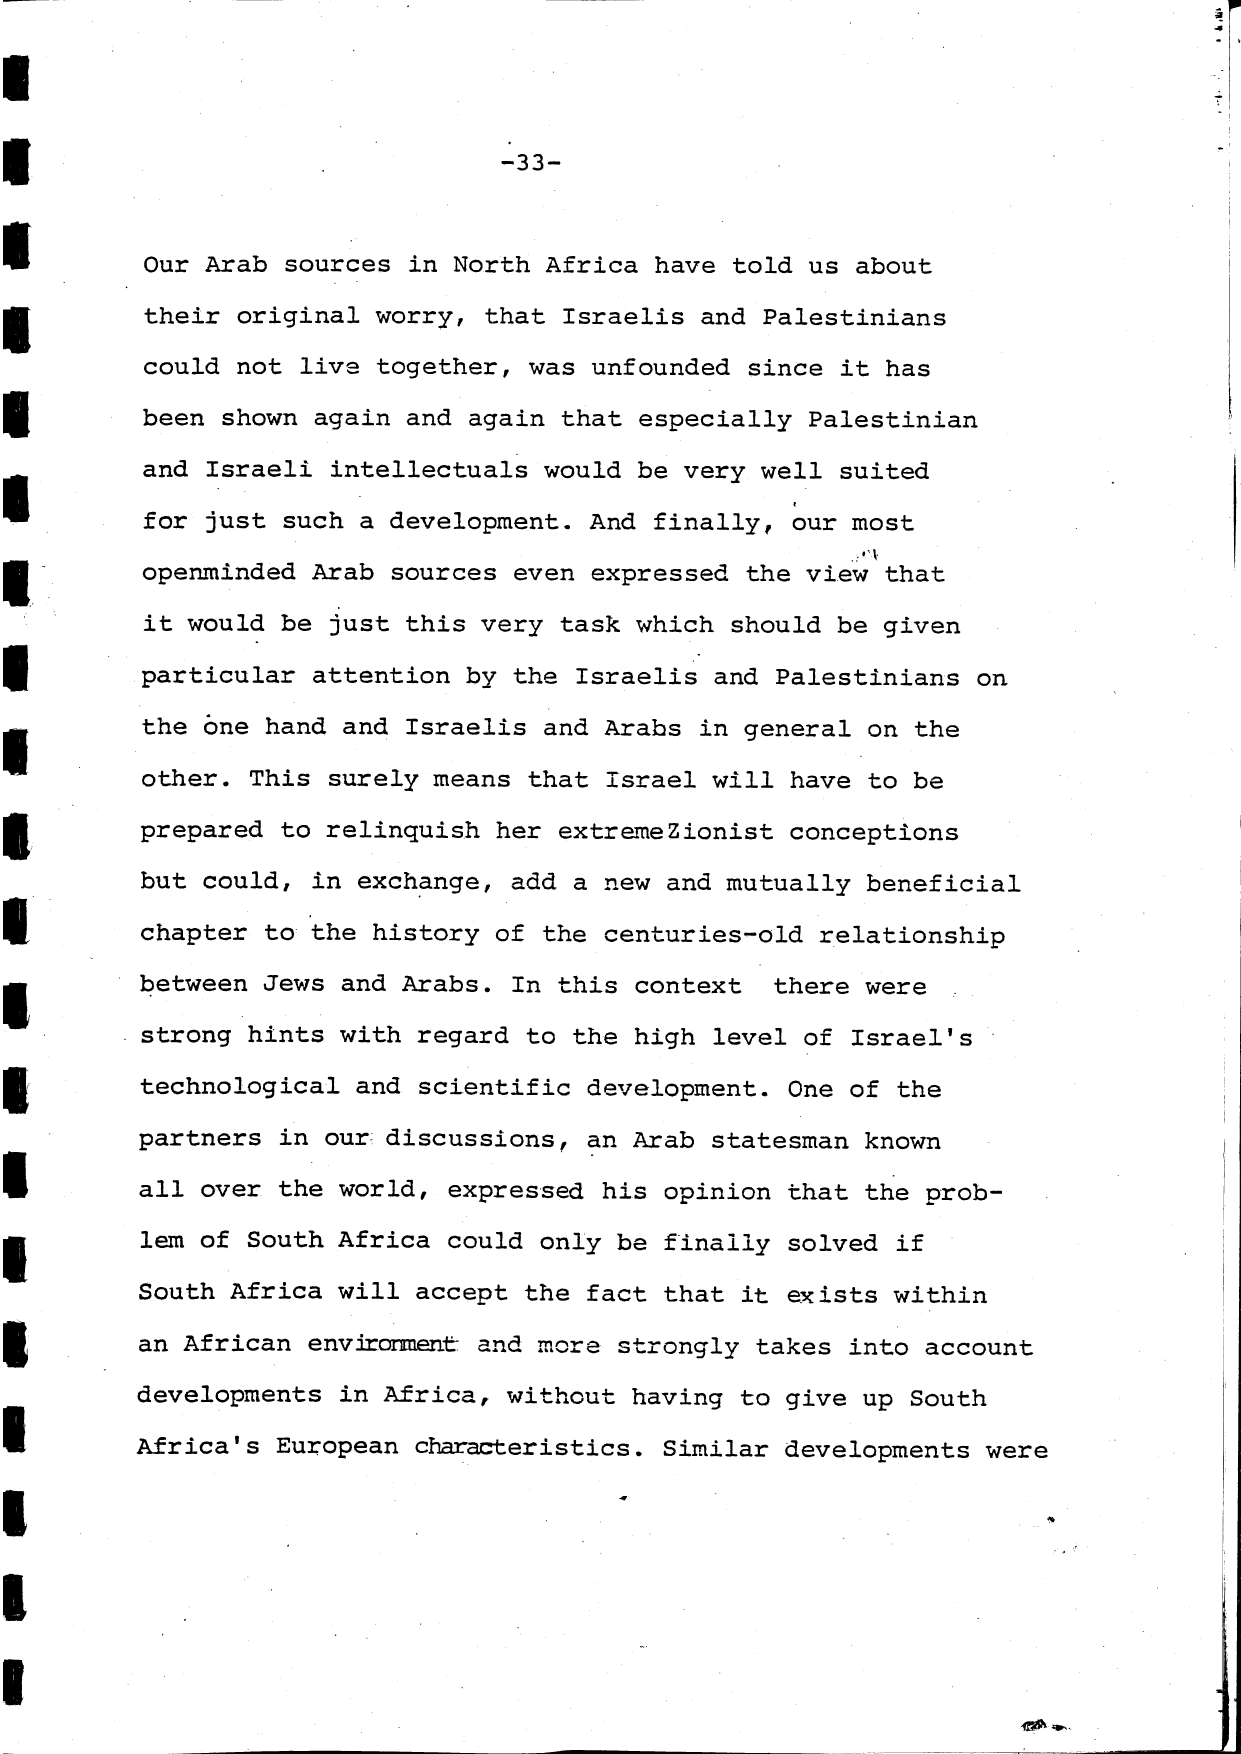 -33-
Our Arab sources in North Africa have told us about
their original worry, that Israelis and Palestinians
could not live together, was unfounded since it has
been shown again and again that especially Palestinian
and Israeli intellectuals would be very well suited
for just such a development. And finally, our most
openminded Arab sources even expressed the view that
it would be just this very task which should be given
particular attention by the Israelis and Palestinians on
the one hand and Israelis and Arabs in general on the
other. This surely means that Israel will have to be
prepared to relinquish her extremeZionist conceptions
but could, in exchange, add a new and mutually beneficial
chapter to the history of the centuries-old relationship
between Jews and Arabs. In this context there were
strong hints with regard to the high level of Israel's
technological and scientific development. One of the
partners in our discussions, an Arab statesman known
all over the world, expressed his opinion that the prob-
lem of South Africa could only be finally solved if
South Africa will accept the fact that it exists within
an African environment and more strongly takes into account
developments in Africa, without having to give up South
Africa's European characteristics. Similar developments were